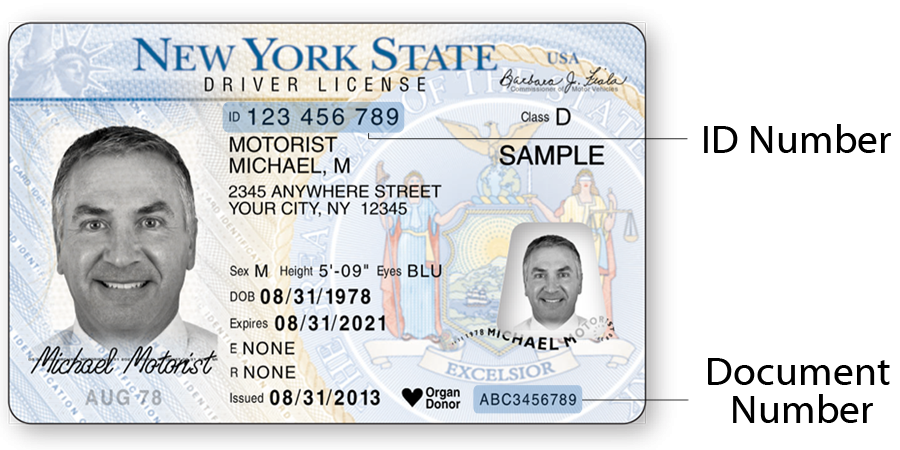 NEW YORK STATE
USA
DRIVER LICENSE
Barbara J. Fiala
Commissioner of Motor Vehicles
ID 123 456 789
Class D
ID Number
MOTORIST
MICHAEL, M
SAMPLE
2345 ANYWHERE STREET
YOUR CITY, NY 12345
Sex M Height 5'-09" Eyes BLU
DOB 08/31/1978
Expires 08/31/2021
MICHAEL M MOTORIST
E NONE
Michael Motorist
R NONE
EXCELSIOR
AUG 78
Issued 08/31/2013
Organ
Donor
ABC3456789
Document
Number